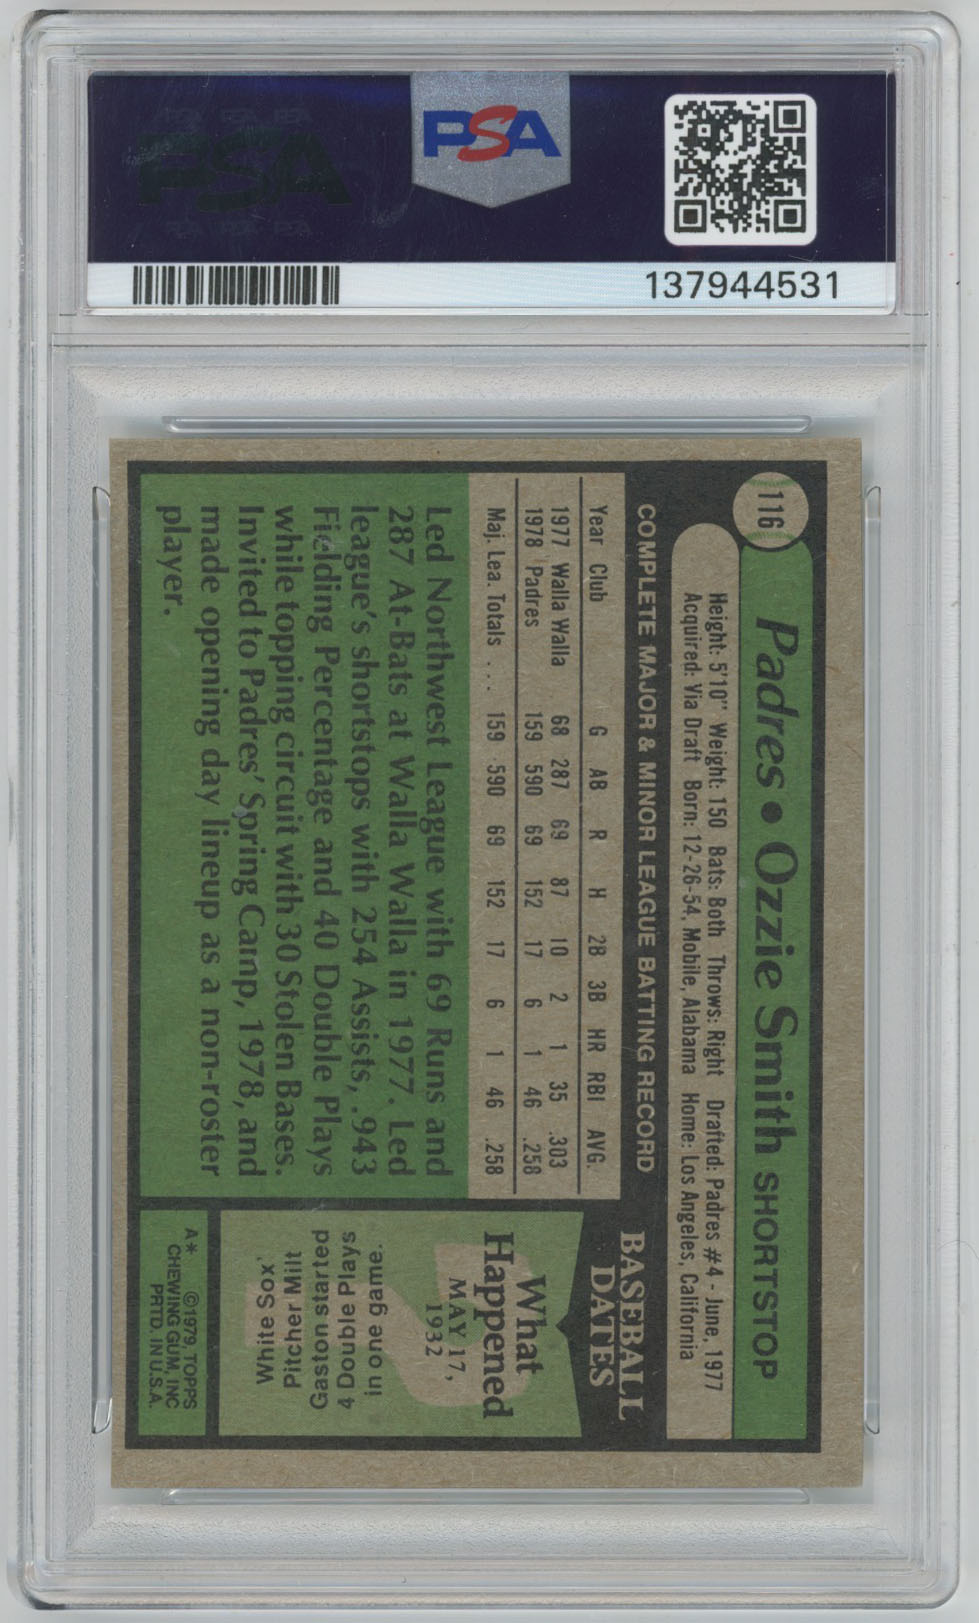 PSA
PSA PSA PSA
PSA
PSA PSA PSA
137944531
116
Padres • Ozzie Smith SHORTSTOP
Height: 5'10" Weight: 150 Bats: Both Throws: Right Drafted: Padres #4 - June, 1977
Acquired: Via Draft Born: 12-26-54, Mobile, Alabama Home: Los Angeles, California
COMPLETE MAJOR & MINOR LEAGUE BATTING RECORD
Year Club G AB R H 2B 3B HR RBI AVG.
1977 Walla Walla 68 287 69 87 10 2 1 35 .303
1978 Padres 159 590 69 152 17 6 1 46 .258
Maj. Lea. Totals . . . 159 590 69 152 17 6 1 46 .258
Led Northwest League with 69 Runs and
287 At-Bats at Walla Walla in 1977. Led
league's shortstops with 254 Assists, .943
Fielding Percentage and 40 Double Plays
while topping circuit with 30 Stolen Bases.
Invited to Padres' Spring Camp, 1978, and
made opening day lineup as a non-roster
player.
BASEBALL
DATES
What
Happened
MAY 17,
1932
White Sox'
Pitcher Milt
Gaston started
4 Double Plays
in one game.
A* ©1979, TOPPS
CHEWING GUM, INC
PRTD. IN U.S.A.